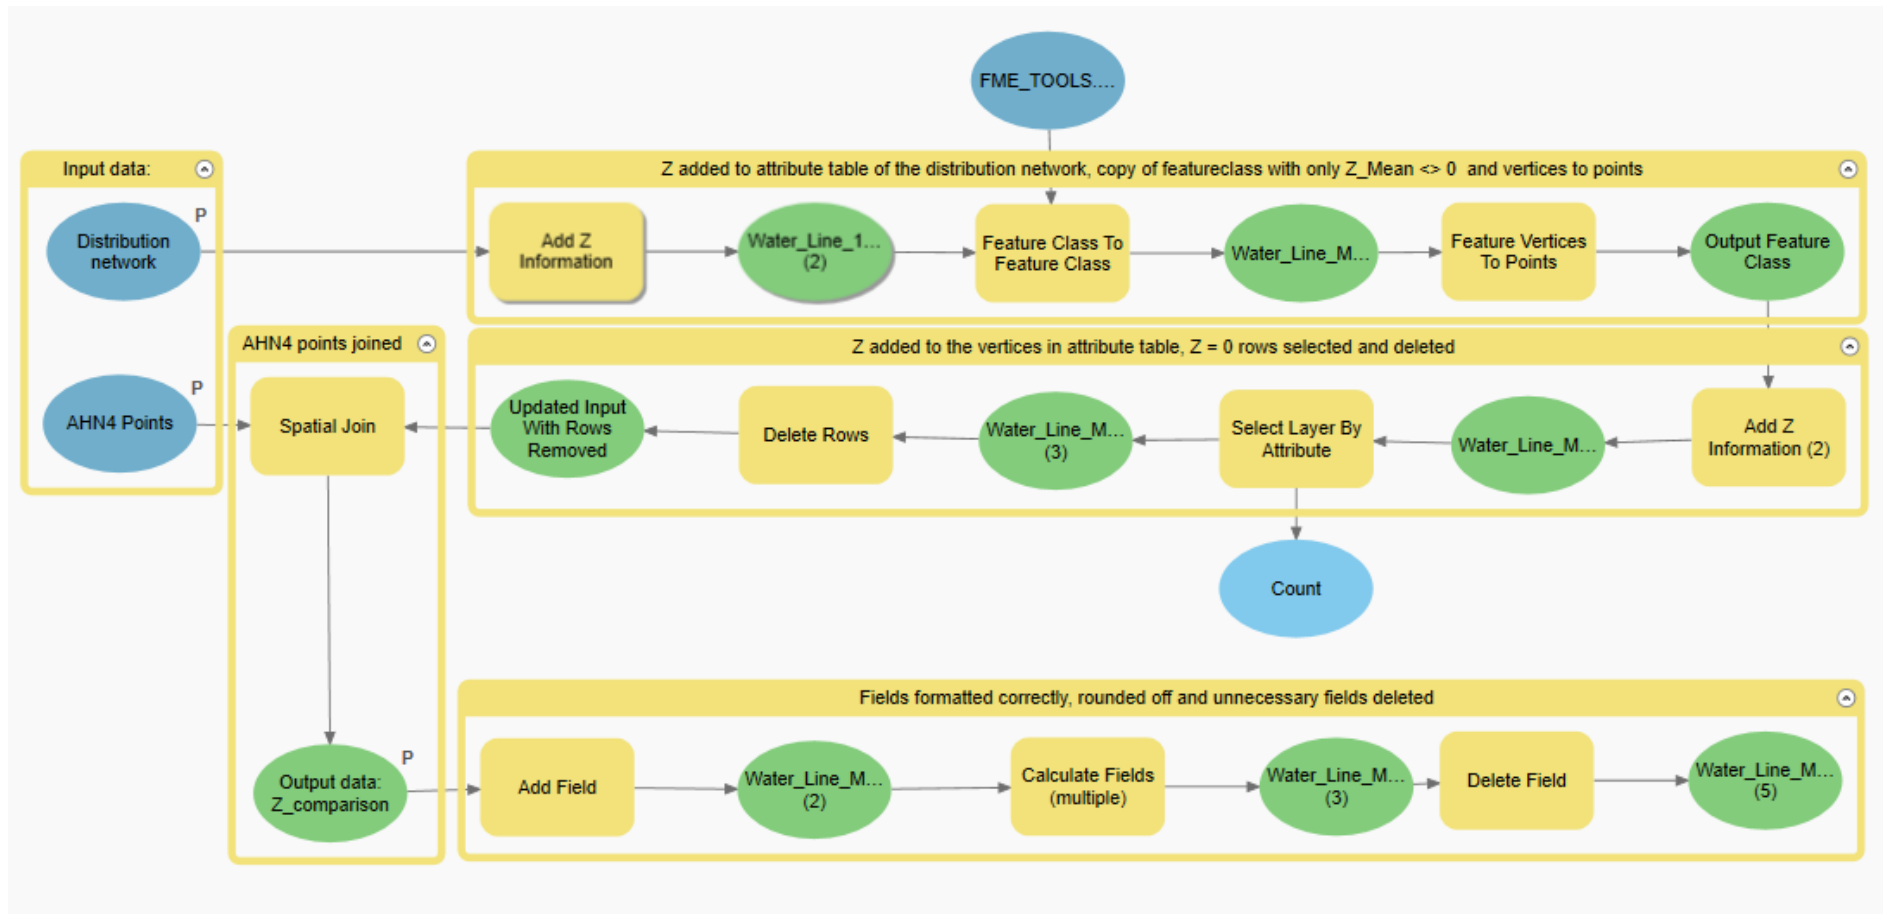 FME_TOOLS....
Input data:
Z added to attribute table of the distribution network, copy of featureclass with only Z_Mean <> 0 and vertices to points
P
Distribution
network
Add Z
Information
Water_Line_1...
(2)
Feature Class To
Feature Class
Water_Line_M...
Feature Vertices
To Points
Output Feature
Class
AHN4 points joined
Z added to the vertices in attribute table, Z = 0 rows selected and deleted
P
AHN4 Points
Spatial Join
Updated Input
With Rows
Removed
Delete Rows
Water_Line_M...
(3)
Select Layer By
Attribute
Water_Line_M...
Add Z
Information (2)
Count
Fields formatted correctly, rounded off and unnecessary fields deleted
P
Output data:
Z_comparison
Add Field
Water_Line_M...
(2)
Calculate Fields
(multiple)
Water_Line_M...
(3)
Delete Field
Water_Line_M...
(5)